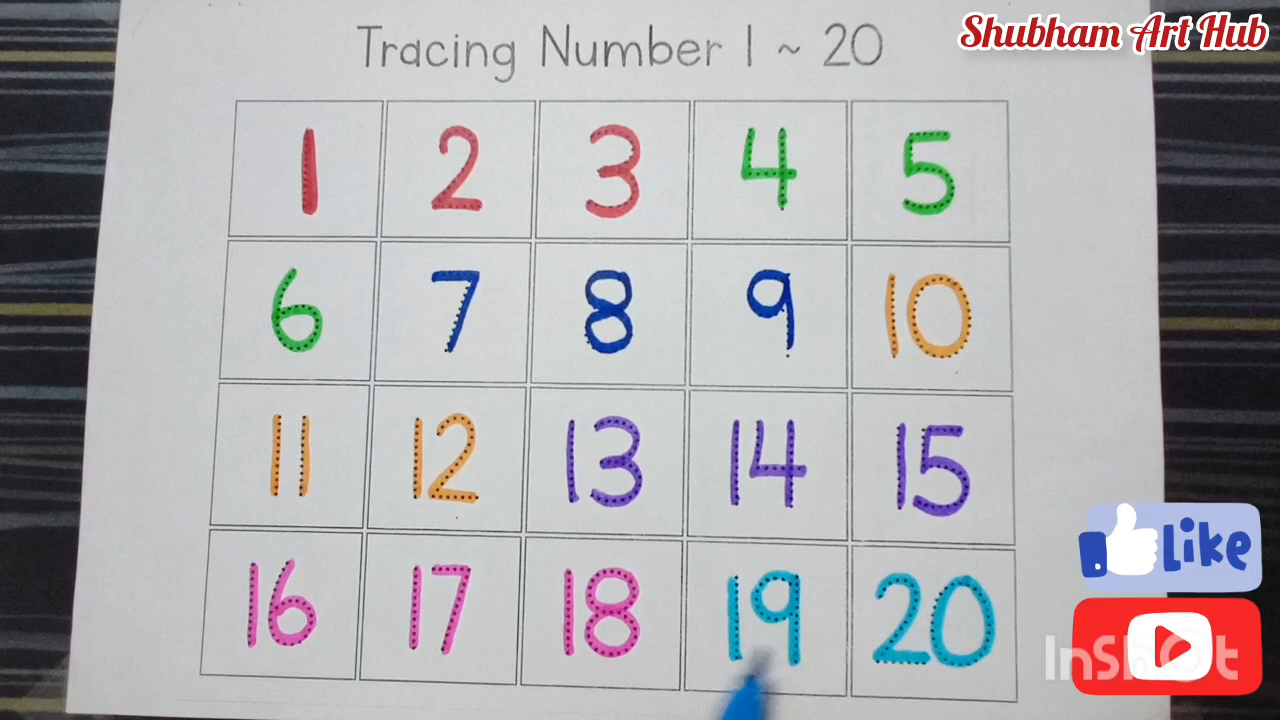 Shubham Art Hub
Tracing Number 1 ~ 20
1 2 3 4 5
6 7 8 9 10
11 12 13 14 15
16 17 18 19 20
Like
InShOt